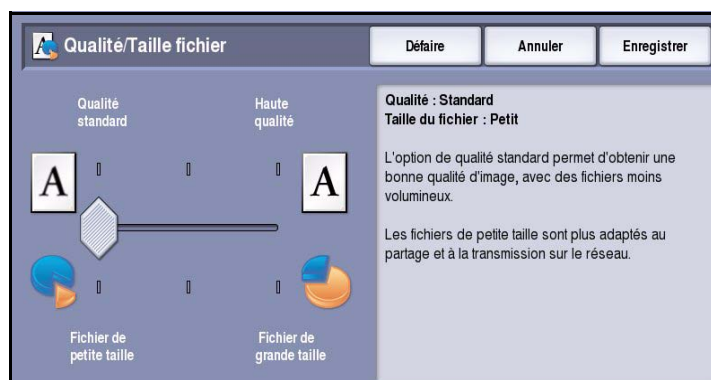 Qualité/Taille fichier
Défaire
Annuler
Enregistrer
Qualité
standard
Haute
qualité
A
A
Fichier de
petite taille
Fichier de
grande taille
Qualité : Standard
Taille du fichier : Petit
L'option de qualité standard permet d'obtenir une
bonne qualité d'image, avec des fichiers moins
volumineux.
Les fichiers de petite taille sont plus adaptés au
partage et à la transmission sur le réseau.